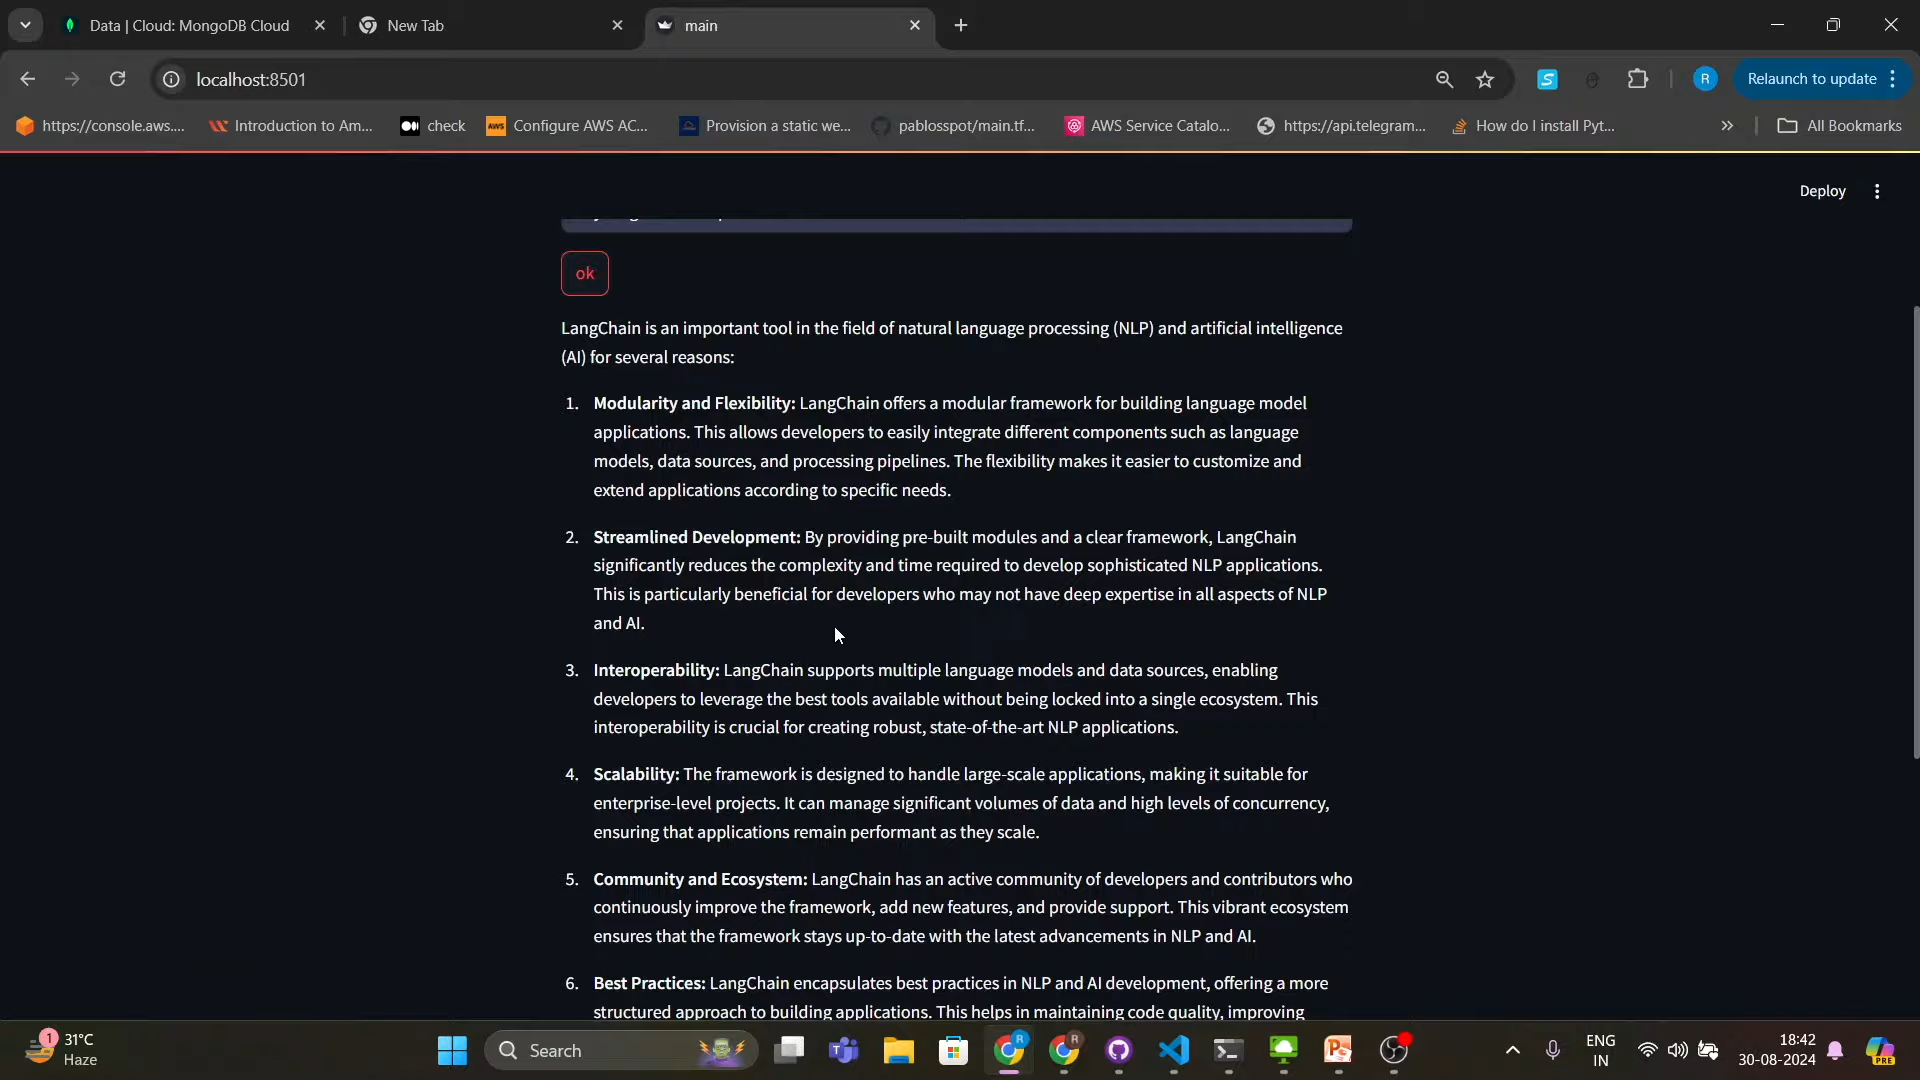 Data | Cloud: MongoDB Cloud
New Tab
main
localhost:8501
R
Relaunch to update
https://console.aws....
Introduction to Am...
check
Configure AWS AC...
Provision a static we...
pablosspot/main.tf...
AWS Service Catalo...
https://api.telegram...
How do I install Pyt...
All Bookmarks
Deploy
ok
LangChain is an important tool in the field of natural language processing (NLP) and artificial intelligence
(AI) for several reasons:
1. Modularity and Flexibility: LangChain offers a modular framework for building language model
applications. This allows developers to easily integrate different components such as language
models, data sources, and processing pipelines. The flexibility makes it easier to customize and
extend applications according to specific needs.
2. Streamlined Development: By providing pre-built modules and a clear framework, LangChain
significantly reduces the complexity and time required to develop sophisticated NLP applications.
This is particularly beneficial for developers who may not have deep expertise in all aspects of NLP
and AI.
3. Interoperability: LangChain supports multiple language models and data sources, enabling
developers to leverage the best tools available without being locked into a single ecosystem. This
interoperability is crucial for creating robust, state-of-the-art NLP applications.
4. Scalability: The framework is designed to handle large-scale applications, making it suitable for
enterprise-level projects. It can manage significant volumes of data and high levels of concurrency,
ensuring that applications remain performant as they scale.
5. Community and Ecosystem: LangChain has an active community of developers and contributors who
continuously improve the framework, add new features, and provide support. This vibrant ecosystem
ensures that the framework stays up-to-date with the latest advancements in NLP and AI.
6. Best Practices: LangChain encapsulates best practices in NLP and AI development, offering a more
structured approach to building applications. This helps in maintaining code quality, improving
1
31°C
Haze
Search
ENG
IN
18:42
30-08-2024
PRE